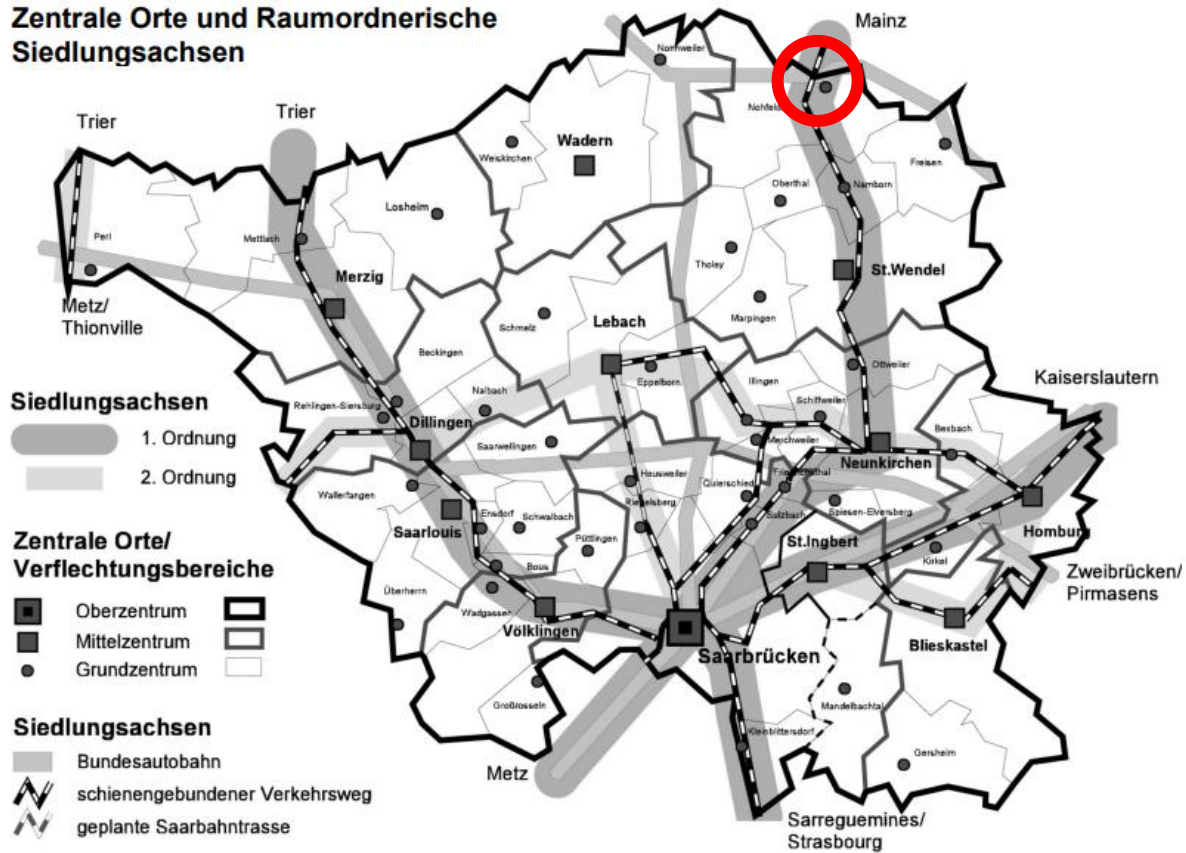 Zentrale Orte und Raumordnerische
Siedlungsachsen
Mainz
Nonnweiler
Trier
Trier
Nohfelden
Wadern
Weiskirchen
Freisen
Oberthal
Namborn
Losheim
Perl
Mettlach
Tholey
St.Wendel
Merzig
Metz/
Thionville
Marpingen
Schmelz
Lebach
Beckingen
Ottweiler
Kaiserslautern
Eppelborn
Illingen
Nalbach
Schiffweiler
Siedlungsachsen
1. Ordnung
2. Ordnung
Rehlingen-Siersburg
Dillingen
Bexbach
Saarwellingen
Merchweiler
Neunkirchen
Heusweiler
Friedrichsthal
Quierschied
Wallerfangen
Riegelsberg
Spiesen-Elversberg
Ensdorf
Schwalbach
Sulzbach
Saarlouis
Homburg
Püttlingen
St.Ingbert
Kirkel
Bous
Zweibrücken/
Pirmasens
Zentrale Orte/
Verflechtungsbereiche
Oberzentrum
Mittelzentrum
Grundzentrum
Überherrn
Wadgassen
Völklingen
Blieskastel
Saarbrücken
Großrosseln
Mandelbachtal
Kleinblittersdorf
Gersheim
Siedlungsachsen
Bundesautobahn
schienengebundener Verkehrsweg
geplante Saarbahntrasse
Metz
Sarreguemines/
Strasbourg